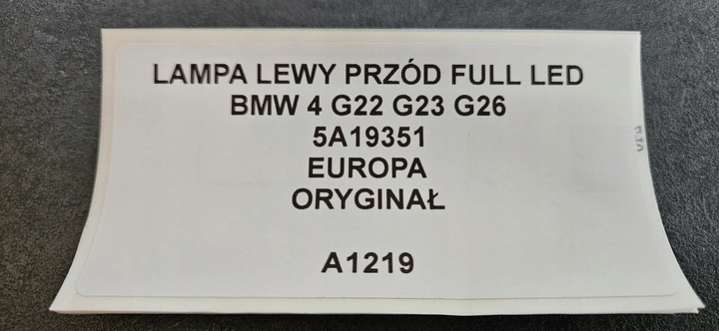 LAMPA LEWY PRZÓD FULL LED
BMW 4 G22 G23 G26
5A19351
EUROPA
ORYGINAŁ
A1219